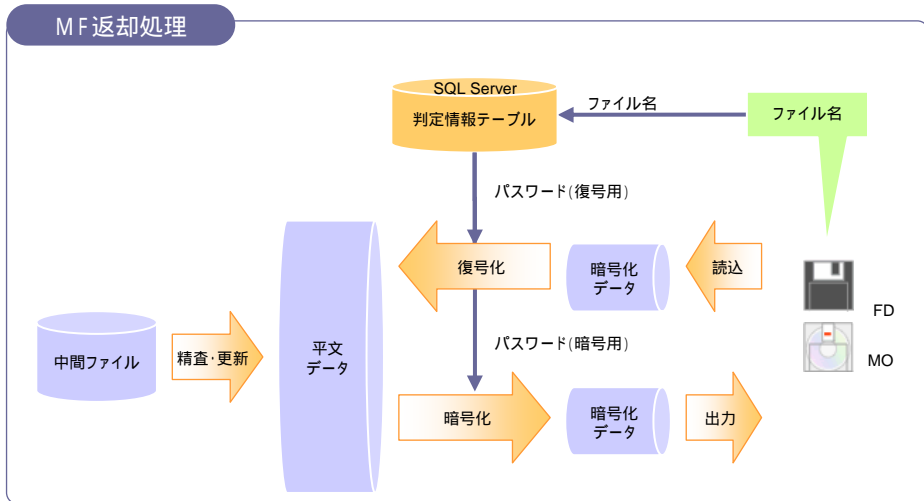 MF返却処理
SQL Server
判定情報テーブル
ファイル名
ファイル名
パスワード(復号用)
復号化
暗号化
データ
読込
FD
MO
中間ファイル
精査・更新
平文
データ
パスワード(暗号用)
暗号化
暗号化
データ
出力